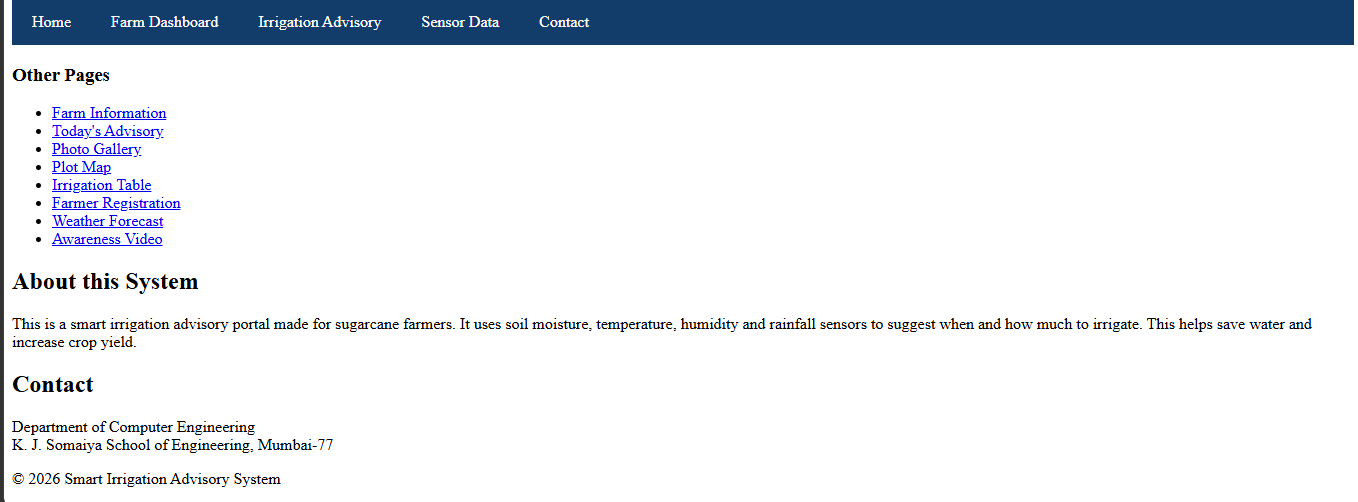 Home Farm Dashboard Irrigation Advisory Sensor Data Contact
Other Pages
Farm Information
Today's Advisory
Photo Gallery
Plot Map
Irrigation Table
Farmer Registration
Weather Forecast
Awareness Video
About this System
This is a smart irrigation advisory portal made for sugarcane farmers. It uses soil moisture, temperature, humidity and rainfall sensors to suggest when and how much to irrigate. This helps save water and
increase crop yield.
Contact
Department of Computer Engineering
K. J. Somaiya School of Engineering, Mumbai-77
© 2026 Smart Irrigation Advisory System